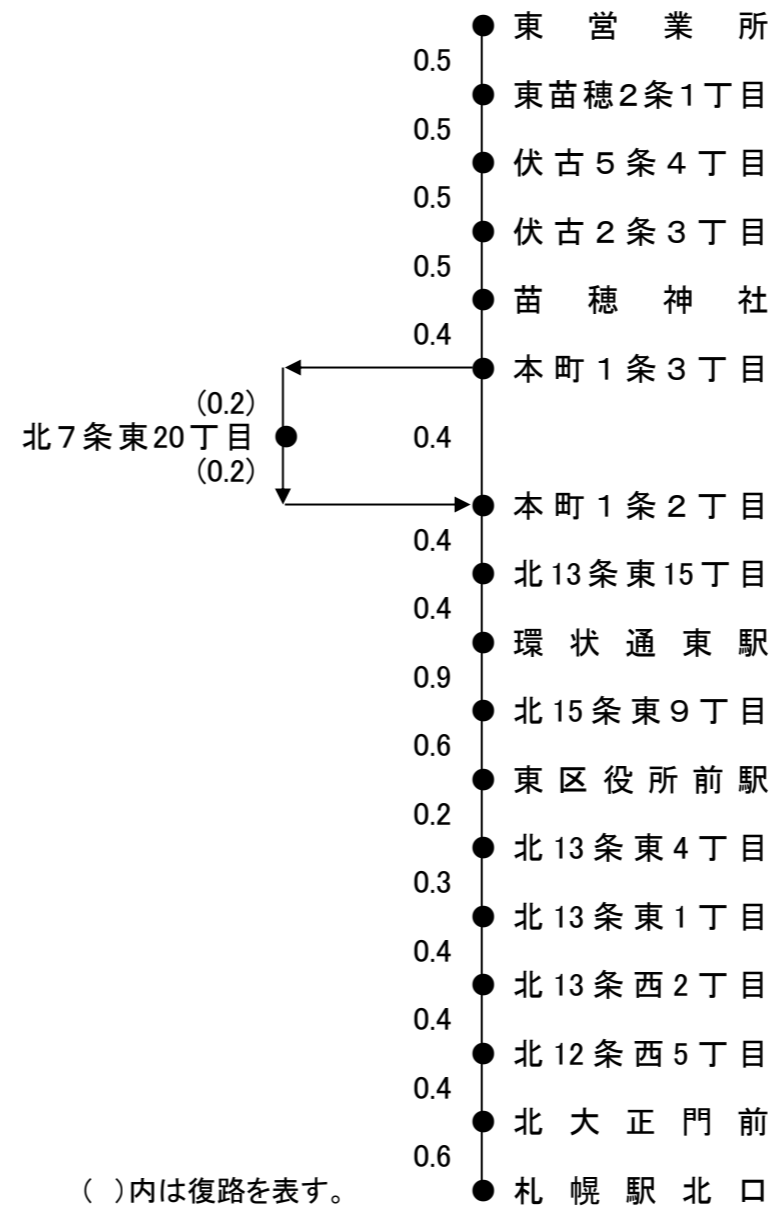 東営業所
0.5
東苗穂2条1丁目
0.5
伏古5条4丁目
0.5
伏古2条3丁目
0.5
苗穂神社
0.4
本町1条3丁目
(0.2)
北7条東20丁目
0.4
(0.2)
本町1条2丁目
0.4
北13条東15丁目
0.4
環状通東駅
0.9
北15条東9丁目
0.6
東区役所前駅
0.2
北13条東4丁目
0.3
北13条東1丁目
0.4
北13条西2丁目
0.4
北12条西5丁目
0.4
北大正門前
0.6
( )内は復路を表す。
札幌駅北口